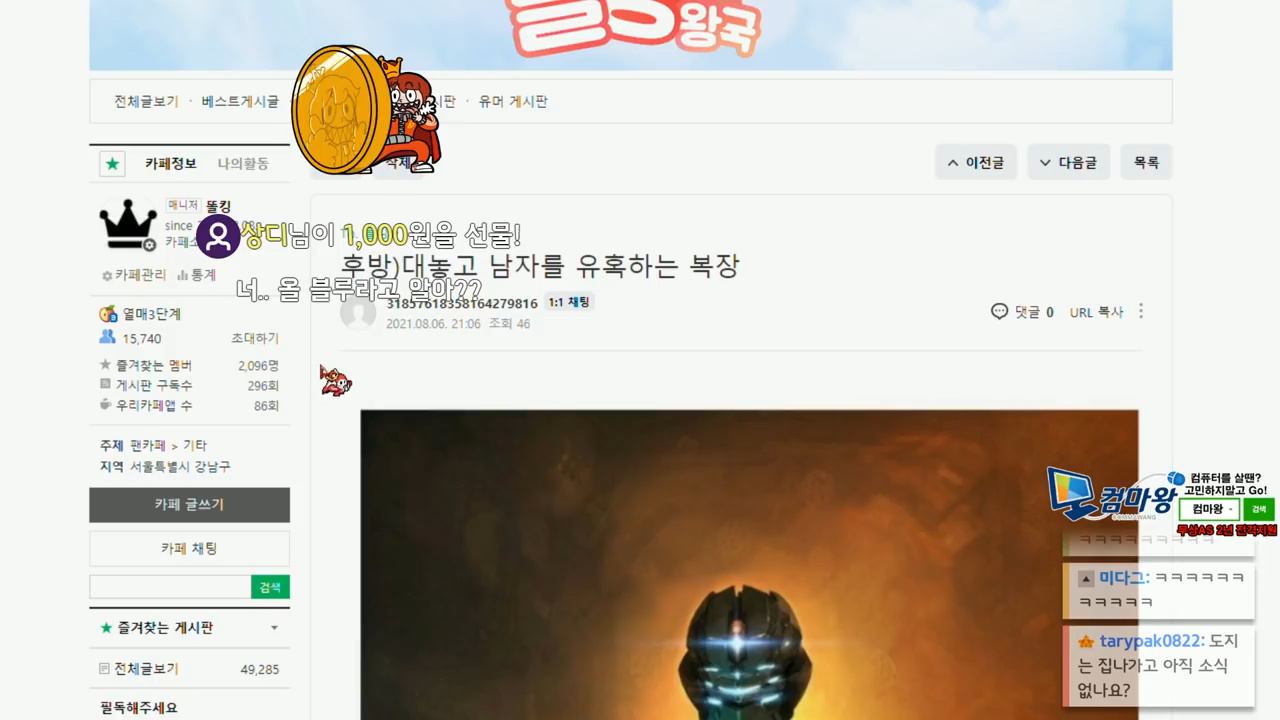 왕국
전체글보기 · 베스트게시글
시판 · 유머 게시판
카페정보 나의활동
이전글 다음글 목록
매니저 똘킹
since
카페소
상디님이 1,000원을 선물!
너.. 올 블루라고 알아??
후방)대놓고 남자를 유혹하는 복장
카페관리 통계
31857618358164279816 1:1 채팅
2021.08.06. 21:06 조회 46
댓글 0 URL 복사
열매3단계
15,740 초대하기
즐겨찾는 멤버 2,096명
게시판 구독수 296회
우리카페앱 수 86회
주제 팬카페 > 기타
지역 서울특별시 강남구
카페 글쓰기
카페 채팅
검색
즐겨찾는 게시판
전체글보기 49,285
필독해주세요
컴마왕
컴퓨터를 살땐?
고민하지말고 Go!
컴마왕 검색
무상AS 2년 전격지원
ㅋㅋㅋㅋㅋㅋㅋㅋㅋ
미다그: ㅋㅋㅋㅋㅋㅋ
ㅋㅋㅋㅋㅋ
tarypak0822: 도지
는 집나가고 아직 소식
없나요?